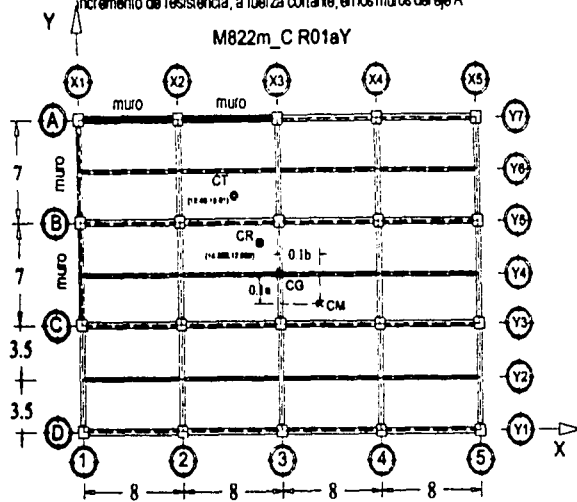 incremento de resistencia, a fuerza cortante, en los muros del eje A
Y
M822m_C R01aY
X1 X2 X3 X4 X5
muro muro
A Y7
7 muro Y6
CT
B Y5
CR
0.1b
7 muro Y4
CG
CM
C Y3
3.5
Y2
3.5
D Y1
X
1 2 3 4 5
8 8 8 8